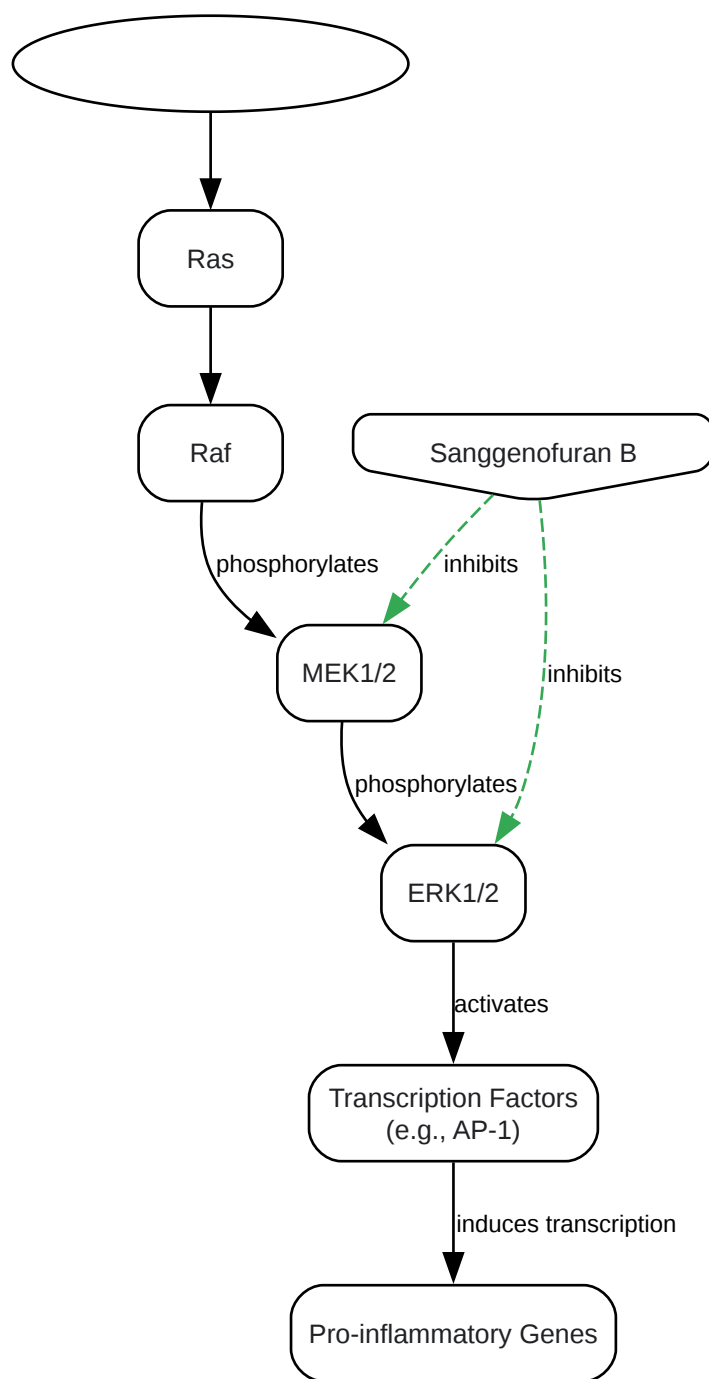 Ras
Raf
Sanggenofuran B
phosphorylates
inhibits
MEK1/2
inhibits
phosphorylates
ERK1/2
activates
Transcription Factors
(e.g., AP-1)
induces transcription
Pro-inflammatory Genes